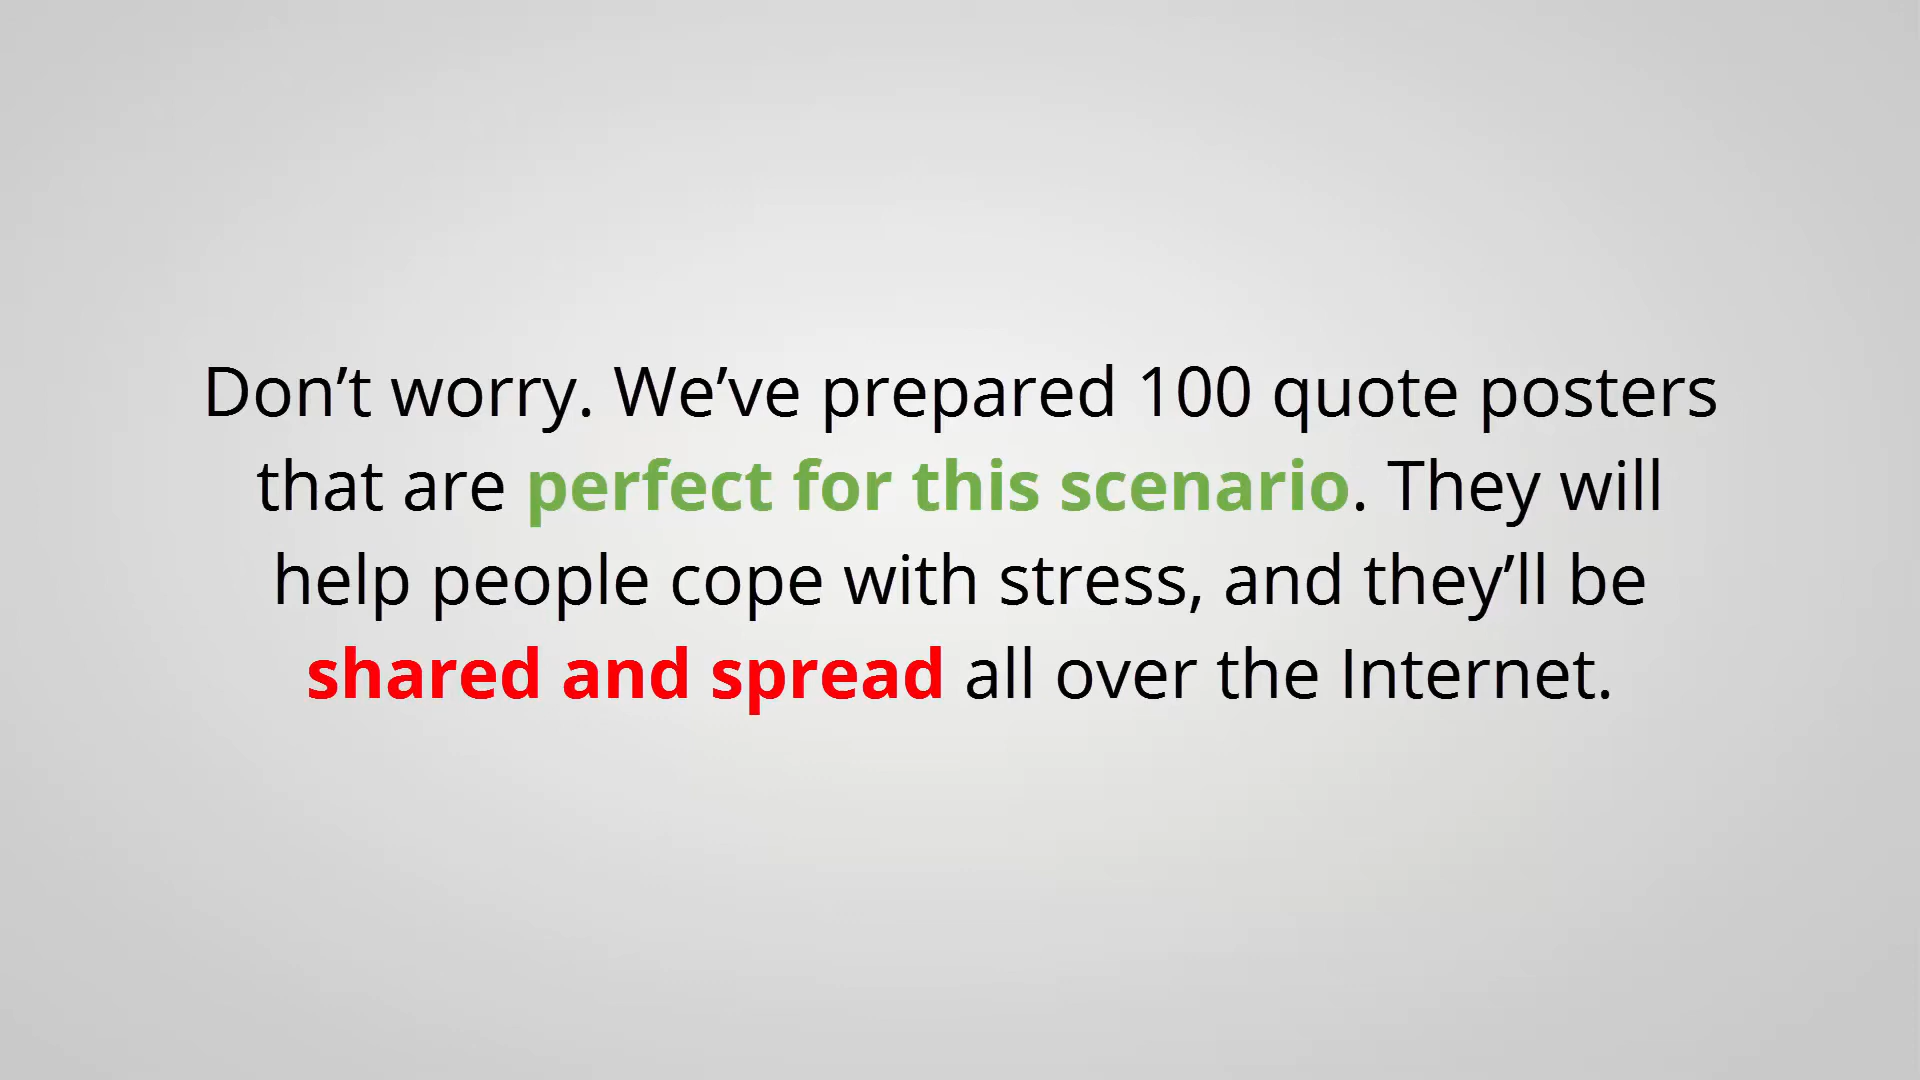 Don’t worry. We’ve prepared 100 quote posters
that are perfect for this scenario. They will
help people cope with stress, and they’ll be
shared and spread all over the Internet.